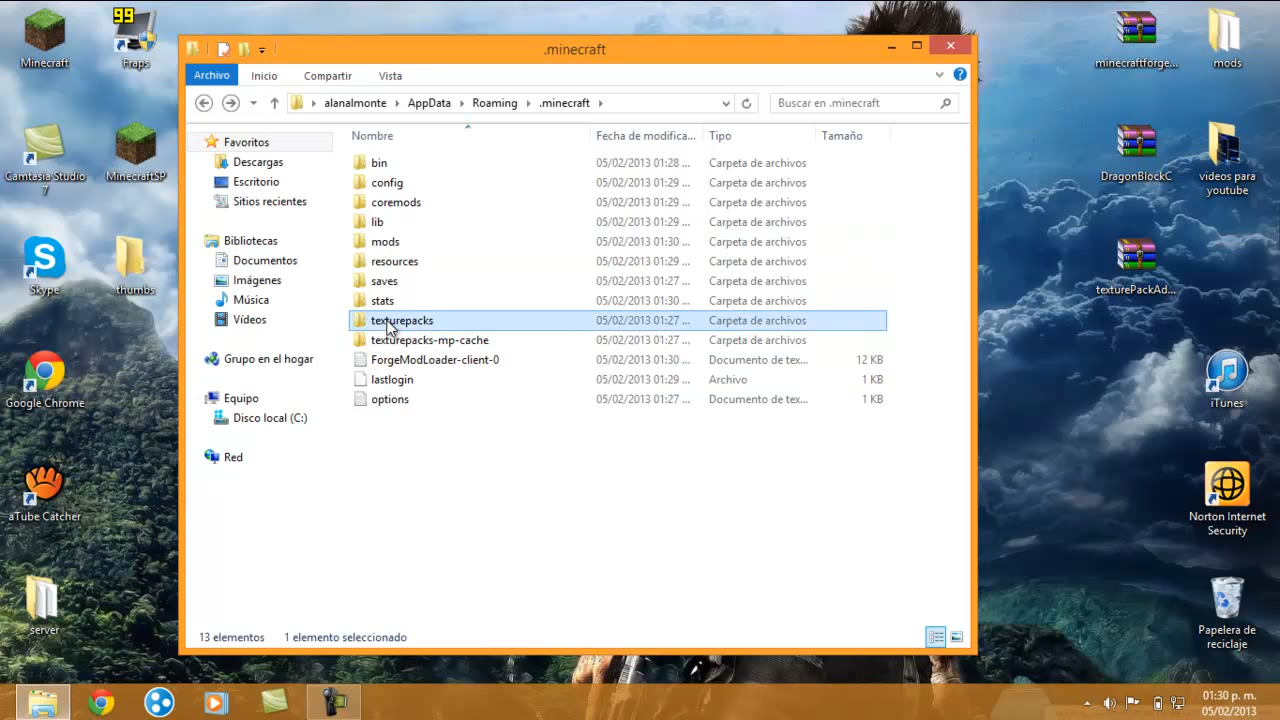 99
Minecraft
Fraps
Camtasia Studio
7
MinecraftSP
Skype
thumbs
Google Chrome
aTube Catcher
server
.minecraft
Archivo
Inicio
Compartir
Vista
alanalmonte
AppData
Roaming
.minecraft
Buscar en .minecraft
Favoritos
Descargas
Escritorio
Sitios recientes
Bibliotecas
Documentos
Imágenes
Música
Vídeos
Grupo en el hogar
Equipo
Disco local (C:)
Red
Nombre Fecha de modifica... Tipo Tamaño
bin 05/02/2013 01:28 ... Carpeta de archivos
config 05/02/2013 01:29 ... Carpeta de archivos
coremods 05/02/2013 01:29 ... Carpeta de archivos
lib 05/02/2013 01:29 ... Carpeta de archivos
mods 05/02/2013 01:30 ... Carpeta de archivos
resources 05/02/2013 01:29 ... Carpeta de archivos
saves 05/02/2013 01:27 ... Carpeta de archivos
stats 05/02/2013 01:30 ... Carpeta de archivos
texturepacks 05/02/2013 01:27 ... Carpeta de archivos
texturepacks-mp-cache 05/02/2013 01:27 ... Carpeta de archivos
ForgeModLoader-client-0 05/02/2013 01:30 ... Documento de tex... 12 KB
lastlogin 05/02/2013 01:29 ... Archivo 1 KB
options 05/02/2013 01:27 ... Documento de tex... 1 KB
13 elementos 1 elemento seleccionado
minecraftforge...
mods
DragonBlockC
videos para
youtube
texturePackAd...
iTunes
Norton Internet
Security
Papelera de
reciclaje
01:30 p. m.
05/02/2013